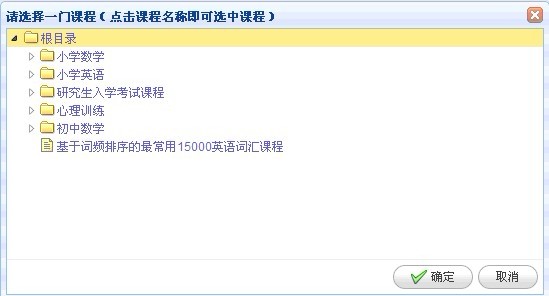 请选择一门课程（点击课程名称即可选中课程）
根目录
小学数学
小学英语
研究生入学考试课程
心理训练
初中数学
基于词频排序的最常用15000英语词汇课程
确定
取消